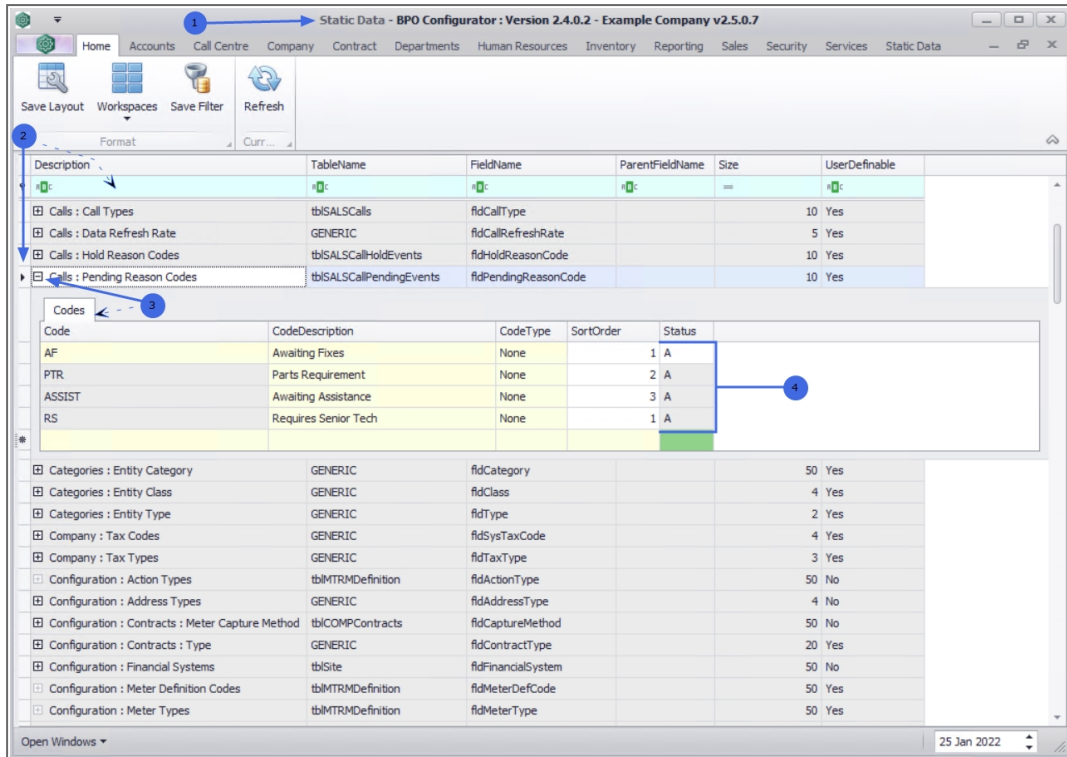 1
Static Data - BPO Configurator : Version 2.4.0.2 - Example Company v2.5.0.7
Home Accounts Call Centre Company Contract Departments Human Resources Inventory Reporting Sales Security Services Static Data
Save Layout Workspaces Save Filter Refresh
2
Format Curr...
Description TableName FieldName ParentFieldName Size UserDefinable
Calls : Call Types tblSALSCalls fldCallType 10 Yes
Calls : Data Refresh Rate GENERIC fldCallRefreshRate 5 Yes
Calls : Hold Reason Codes tblSALSCallHoldEvents fldHoldReasonCode 10 Yes
Calls : Pending Reason Codes tblSALSCallPendingEvents fldPendingReasonCode 10 Yes
Codes 3
Code CodeDescription CodeType SortOrder Status
AF Awaiting Fixes None 1 A
PTR Parts Requirement None 2 A
4
ASSIST Awaiting Assistance None 3 A
RS Requires Senior Tech None 1 A
Categories : Entity Category GENERIC fldCategory 50 Yes
Categories : Entity Class GENERIC fldClass 4 Yes
Categories : Entity Type GENERIC fldType 2 Yes
Company : Tax Codes GENERIC fldSysTaxCode 4 Yes
Company : Tax Types GENERIC fldTaxType 3 Yes
Configuration : Action Types tblMTRMDefinition fldActionType 50 No
Configuration : Address Types GENERIC fldAddressType 4 No
Configuration : Contracts : Meter Capture Method tblCOMPContracts fldCaptureMethod 50 No
Configuration : Contracts : Type GENERIC fldContractType 20 Yes
Configuration : Financial Systems tblSite fldFinancialSystem 50 No
Configuration : Meter Definition Codes tblMTRMDefinition fldMeterDefCode 50 Yes
Configuration : Meter Types tblMTRMDefinition fldMeterType 50 Yes
Open Windows 25 Jan 2022